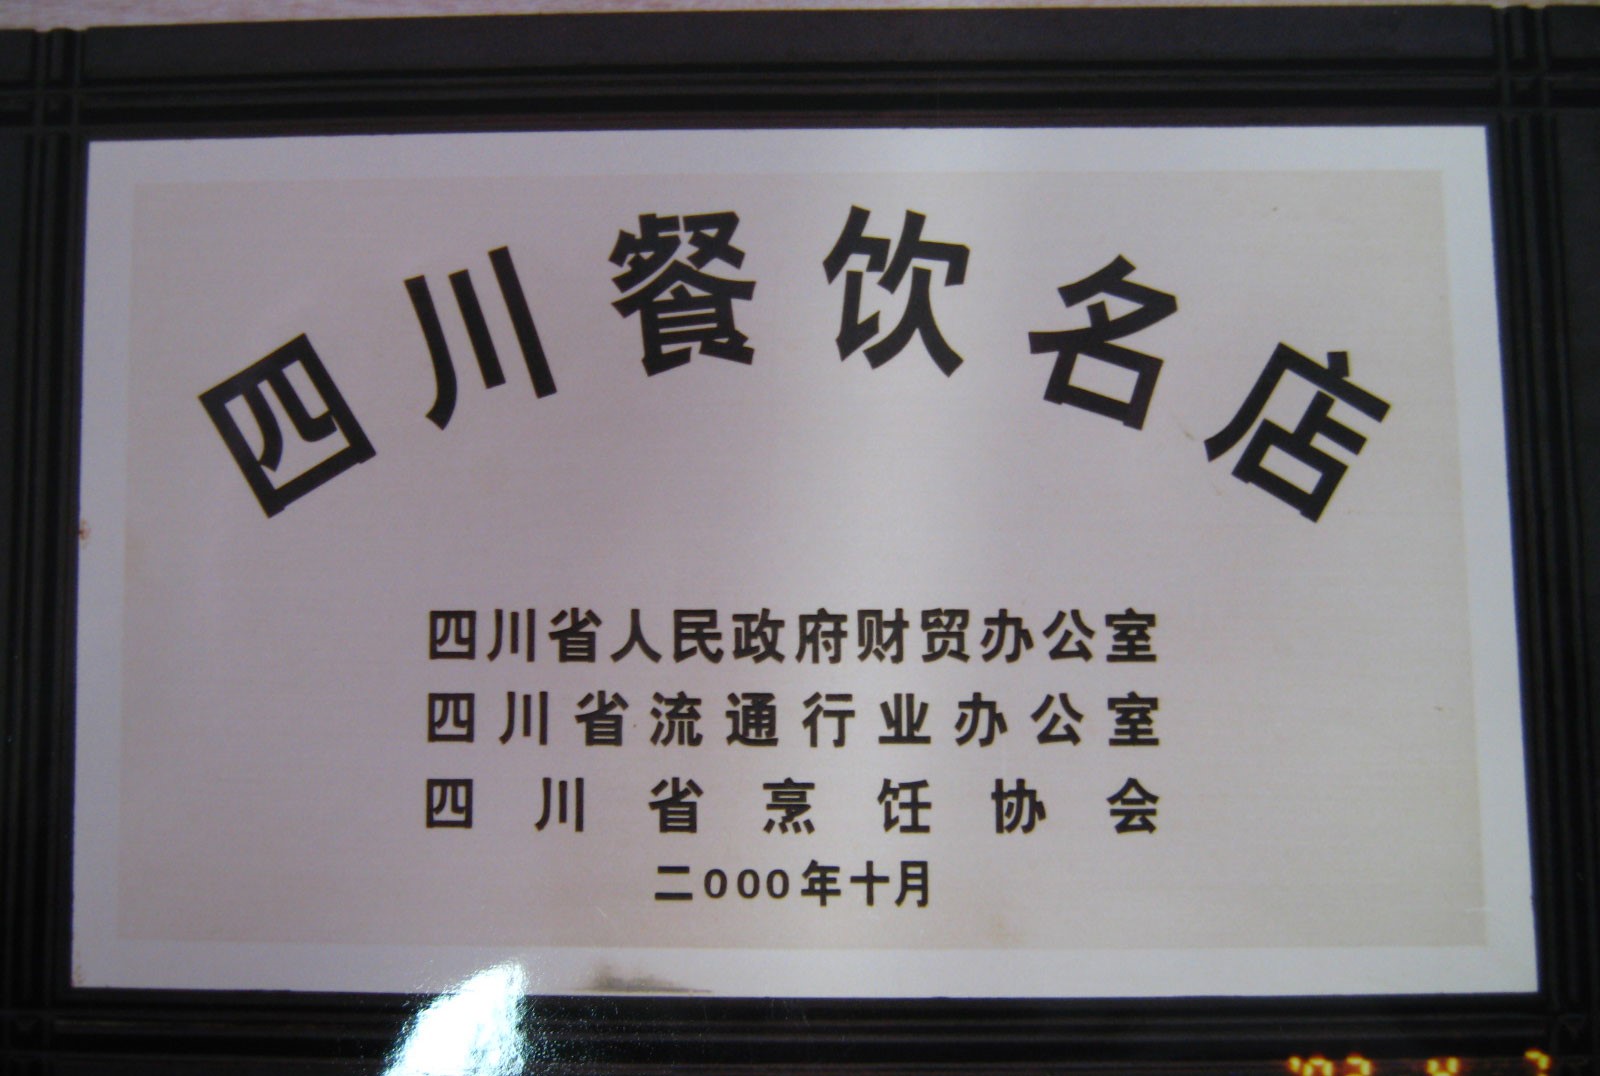 四川餐饮名店
四川省人民政府财贸办公室
四川省流通行业办公室
四川省烹饪协会
二000年十月